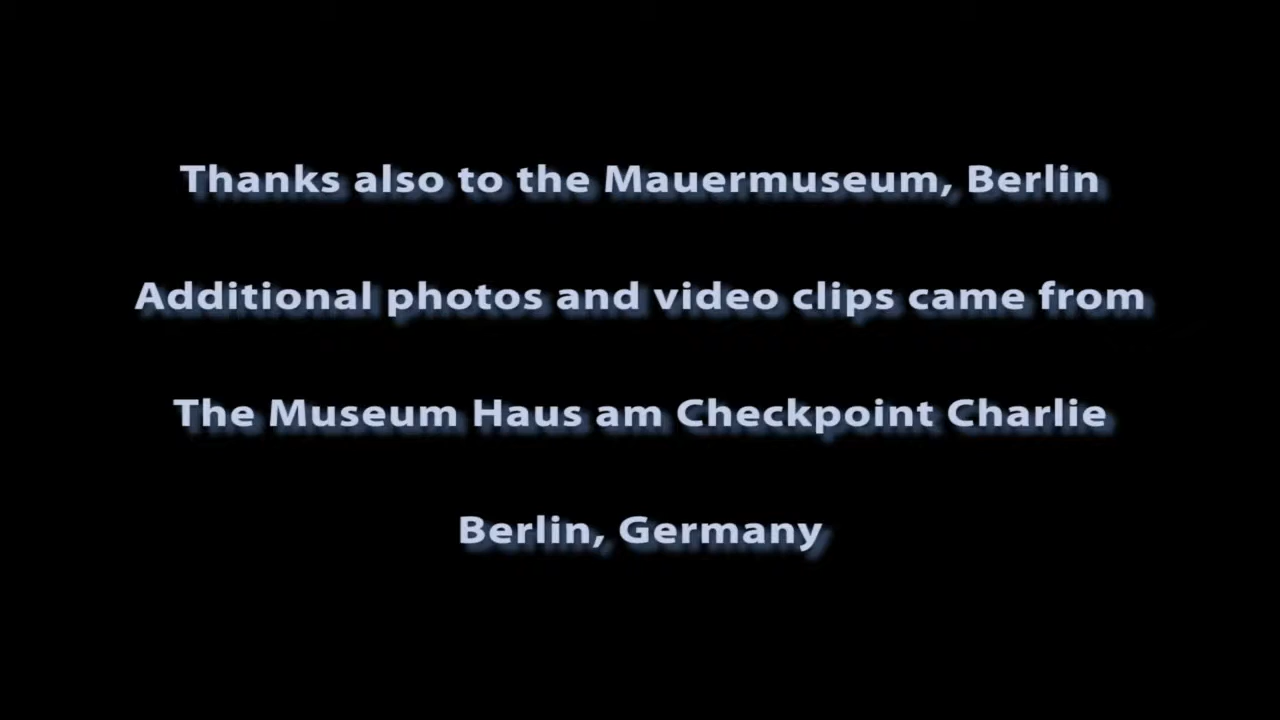 Thanks also to the Mauermuseum, Berlin
Additional photos and video clips came from
The Museum Haus am Checkpoint Charlie
Berlin, Germany